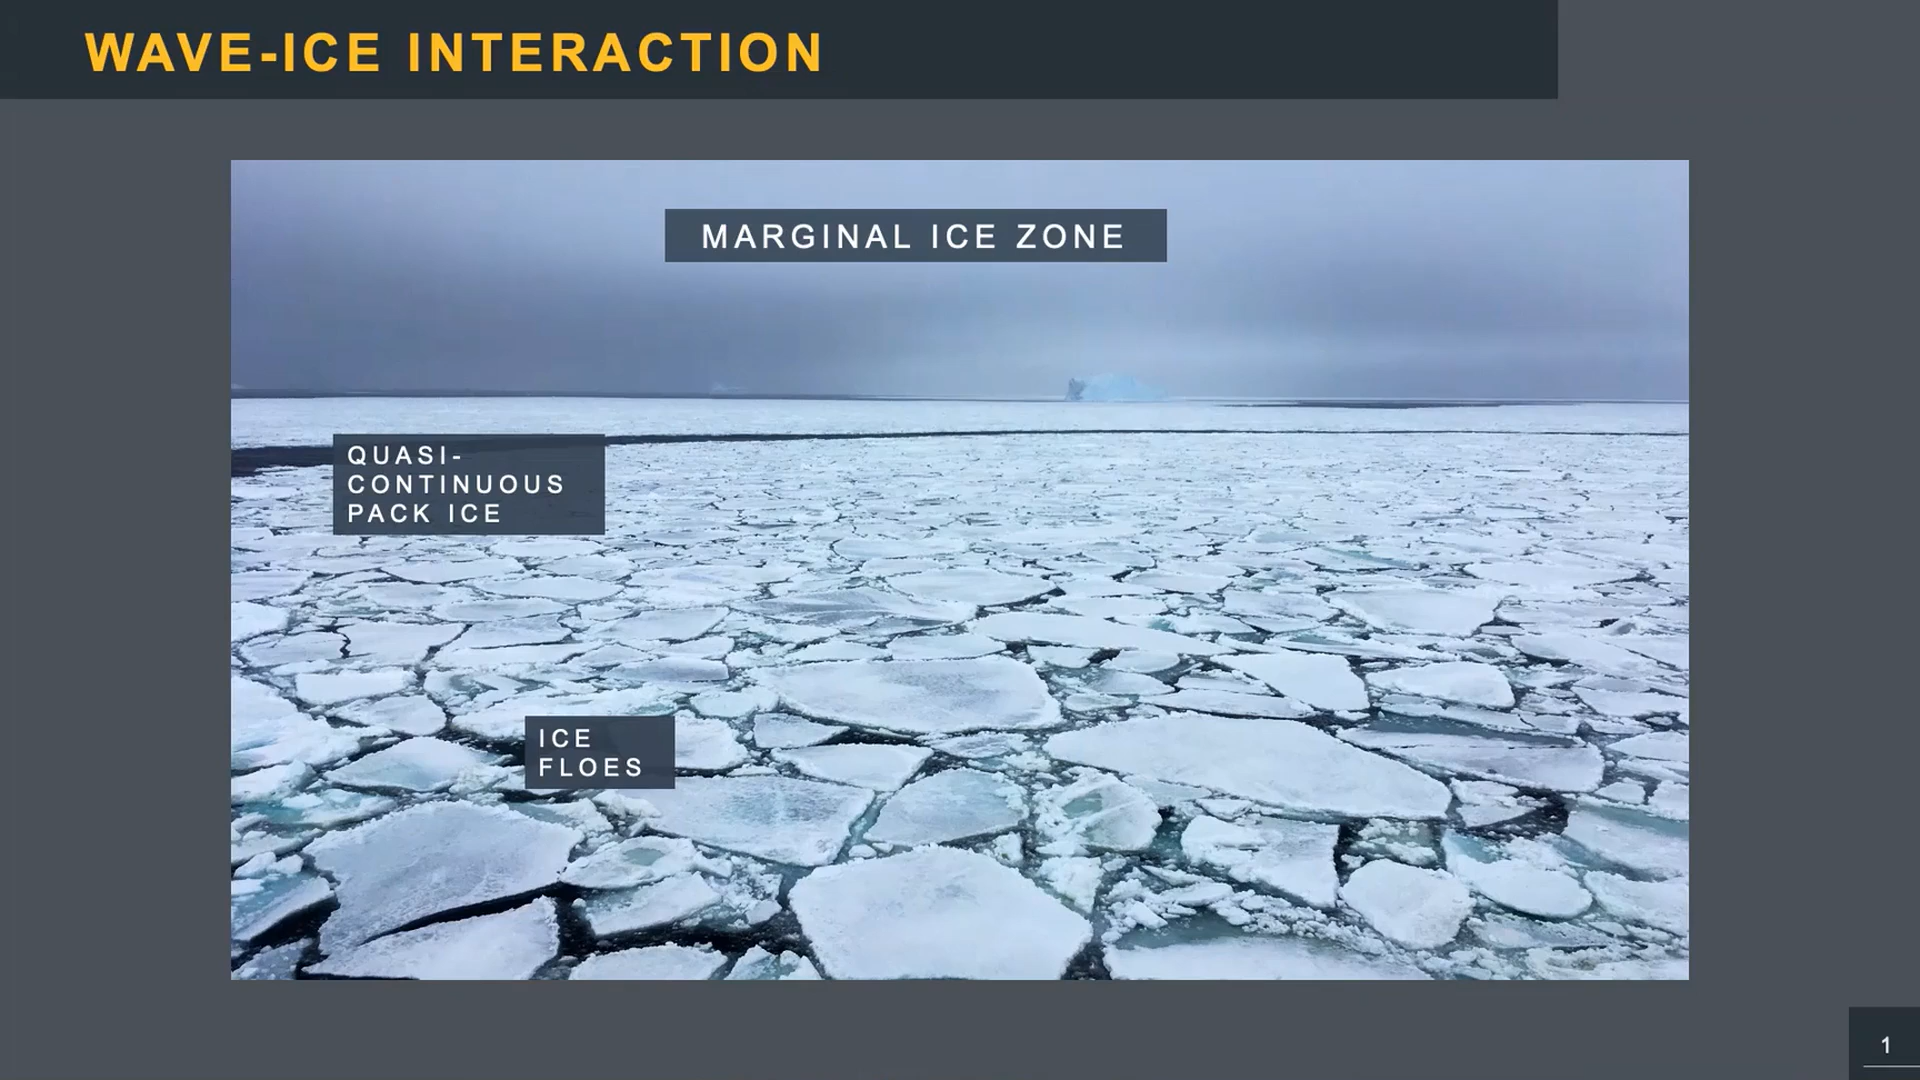 WAVE-ICE INTERACTION
MARGINAL ICE ZONE
QUASI-
CONTINUOUS
PACK ICE
ICE
FLOES
1